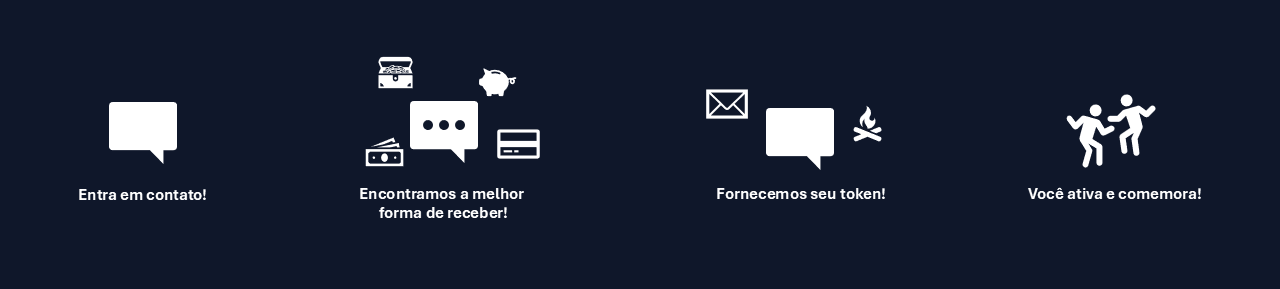 Entra em contato!
Encontramos a melhor
forma de receber!
Fornecemos seu token!
Você ativa e comemora!